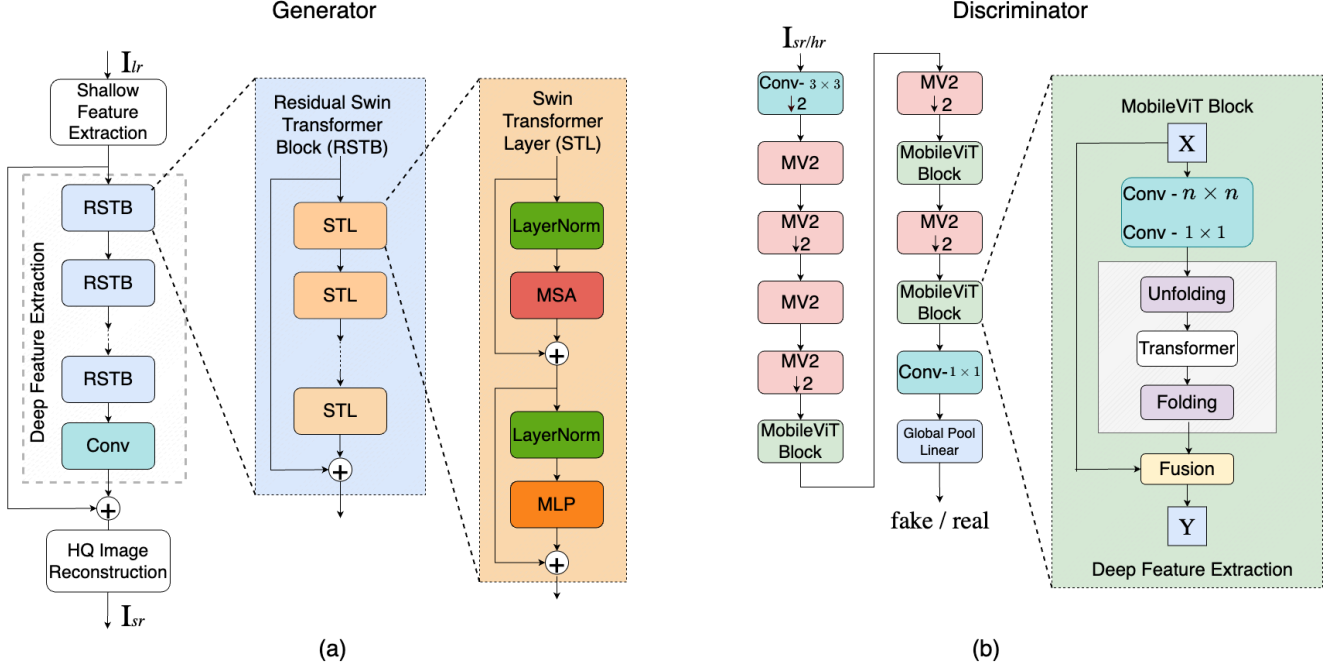 Generator
I lr
Shallow
Feature
Extraction
Deep Feature Extraction
RSTB
RSTB
RSTB
Conv
+
HQ Image
Reconstruction
I sr
Residual Swin
Transformer
Block (RSTB)
STL
STL
STL
+
Swin
Transformer
Layer (STL)
LayerNorm
MSA
+
LayerNorm
MLP
+
(a)
Discriminator
I sr/hr
Conv- 3 × 3
↓2
MV2
MV2
↓2
MV2
MV2
↓2
MobileViT
Block
MV2
↓2
MobileViT
Block
MV2
↓2
MobileViT
Block
Conv- 1 × 1
Global Pool
Linear
fake / real
MobileViT Block
X
Conv - n × n
Conv - 1 × 1
Unfolding
Transformer
Folding
Fusion
Y
Deep Feature Extraction
(b)